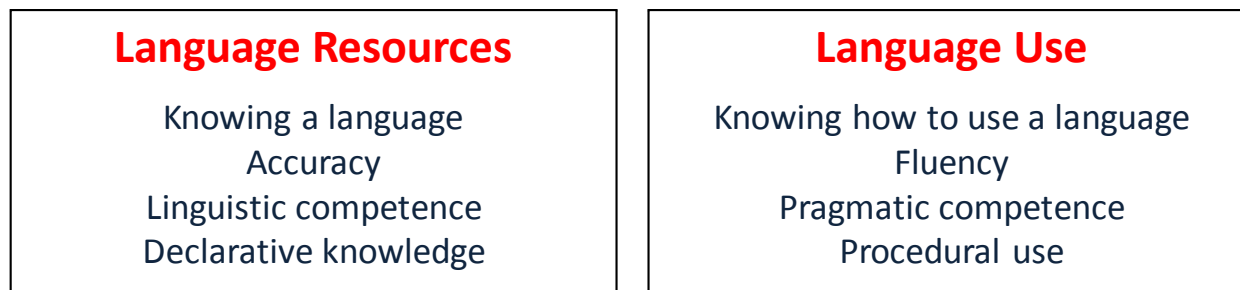 Language Resources
Knowing a language
Accuracy
Linguistic competence
Declarative knowledge
Language Use
Knowing how to use a language
Fluency
Pragmatic competence
Procedural use